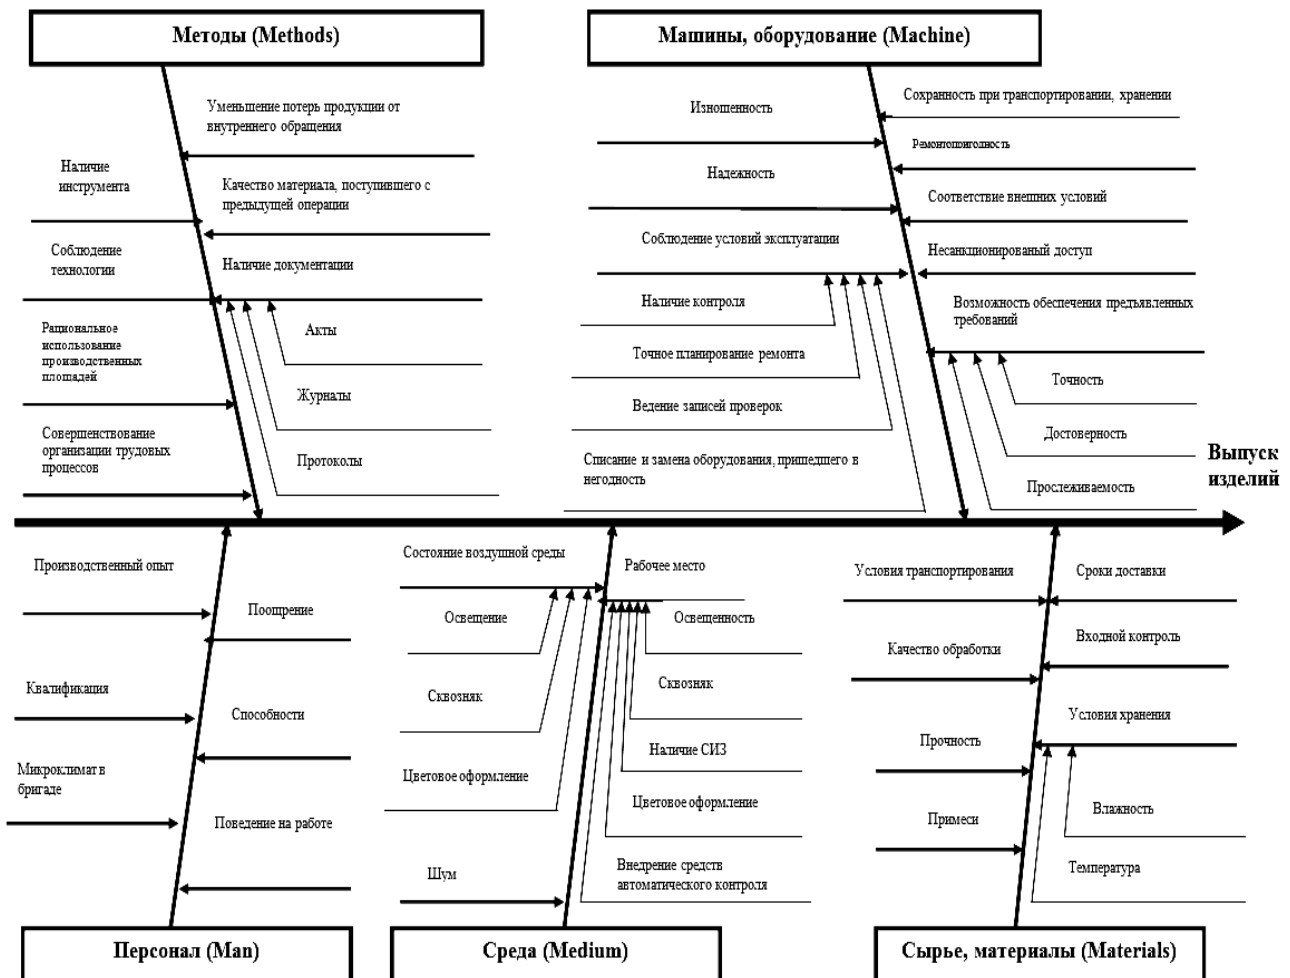 Методы (Methods)
Уменьшение потерь продукции от
внутреннего обращения
Наличие
инструмента
Качество материала, поступившего с
предыдущей операции
Соблюдение
технологии
Наличие документации
Рациональное
использование
производственных
площадей
Акты
Журналы
Совершенствование
организации трудовых
процессов
Протоколы
Машины, оборудование (Machine)
Изношенность
Сохранность при транспортировании, хранении
Ремонтопригодность
Надежность
Соответствие внешних условий
Соблюдение условий эксплуатации
Несанкционированый доступ
Наличие контроля
Возможность обеспечения предъявленных
требований
Точное планирование ремонта
Точность
Ведение записей проверок
Достоверность
Списание и замена оборудования, пришедшего в
негодность
Прослеживаемость
Выпуск
изделий
Производственный опыт
Поощрение
Квалификация
Способности
Микроклимат в
бригаде
Поведение на работе
Персонал (Man)
Состояние воздушной среды
Рабочее место
Освещение
Освещенность
Сквозняк
Сквозняк
Наличие СИЗ
Цветовое оформление
Цветовое оформление
Шум
Внедрение средств
автоматического контроля
Среда (Medium)
Условия транспортирования
Сроки доставки
Качество обработки
Входной контроль
Условия хранения
Прочность
Примеси
Влажность
Температура
Сырье, материалы (Materials)